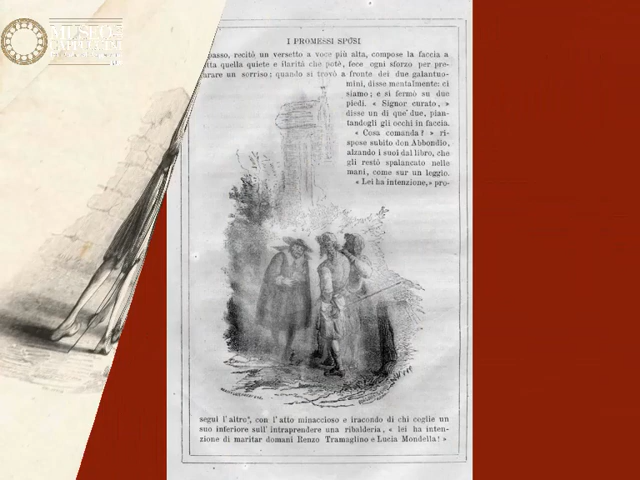 MUSEO
I PROMESSI SPOSI
passo, recitò un versetto a voce più alta, compose la faccia a
tutta quella quiete e ilarità che potè, fece ogni sforzo per pre-
parare un sorriso; quando si trovò a fronte dei due galantuo-
mini, disse mentalmente: ci
siamo; e si fermò su due
piedi. « Signor curato, »
disse un di que' due, pian-
tandogli gli occhi in faccia.
« Cosa comanda? » ri-
spose subito don Abbondio,
alzando i suoi dal libro, che
gli restò spalancato nelle
mani, come sur un leggio.
« Lei ha intenzione, » pro-
seguì l'altro, con l'atto minaccioso e iracondo di chi coglie un
suo inferiore sull'intraprendere una ribalderia, « lei ha inten-
zione di maritar domani Renzo Tramaglino e Lucia Mondella! »